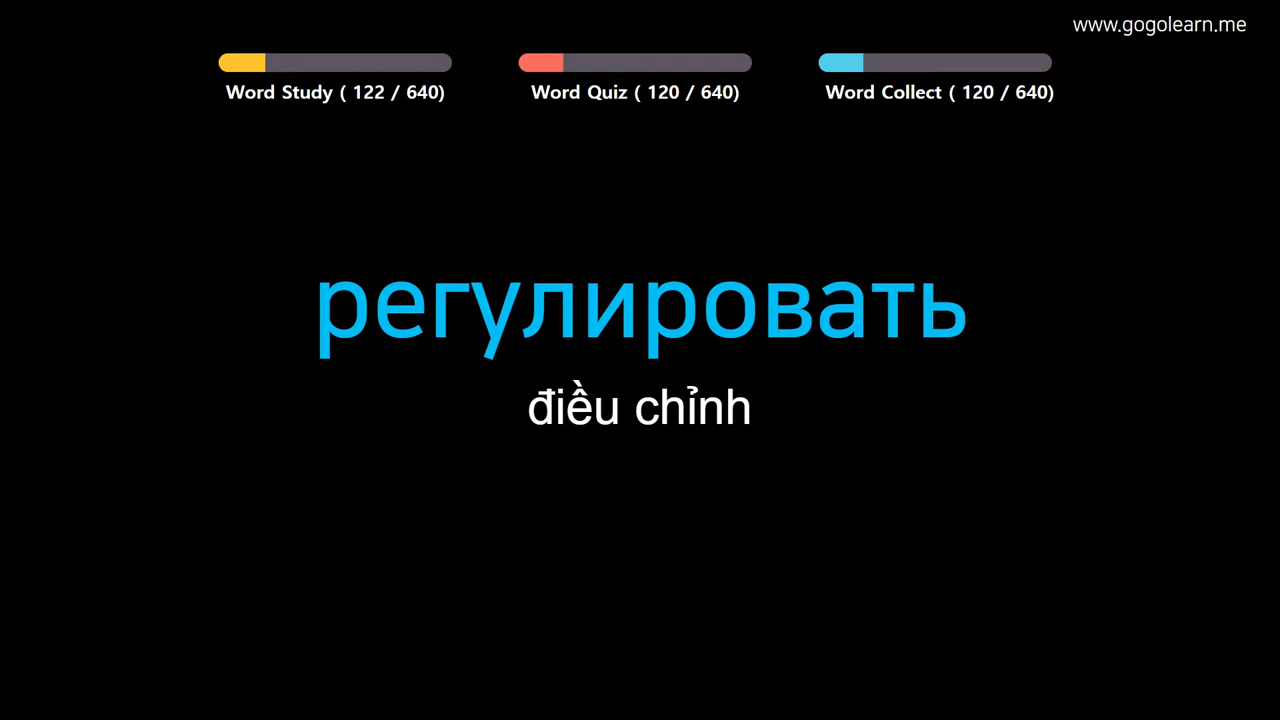 www.gogolearn.me
Word Study ( 122 / 640)
Word Quiz ( 120 / 640)
Word Collect ( 120 / 640)
регулировать
điều chỉnh